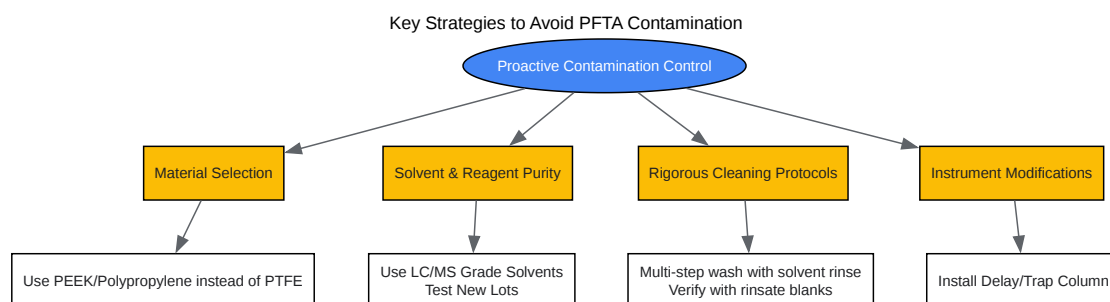 Key Strategies to Avoid PFTA Contamination
Proactive Contamination Control
Material Selection
Solvent & Reagent Purity
Rigorous Cleaning Protocols
Instrument Modifications
Use PEEK/Polypropylene instead of PTFE
Use LC/MS Grade Solvents
Test New Lots
Multi-step wash with solvent rinse
Verify with rinsate blanks
Install Delay/Trap Column